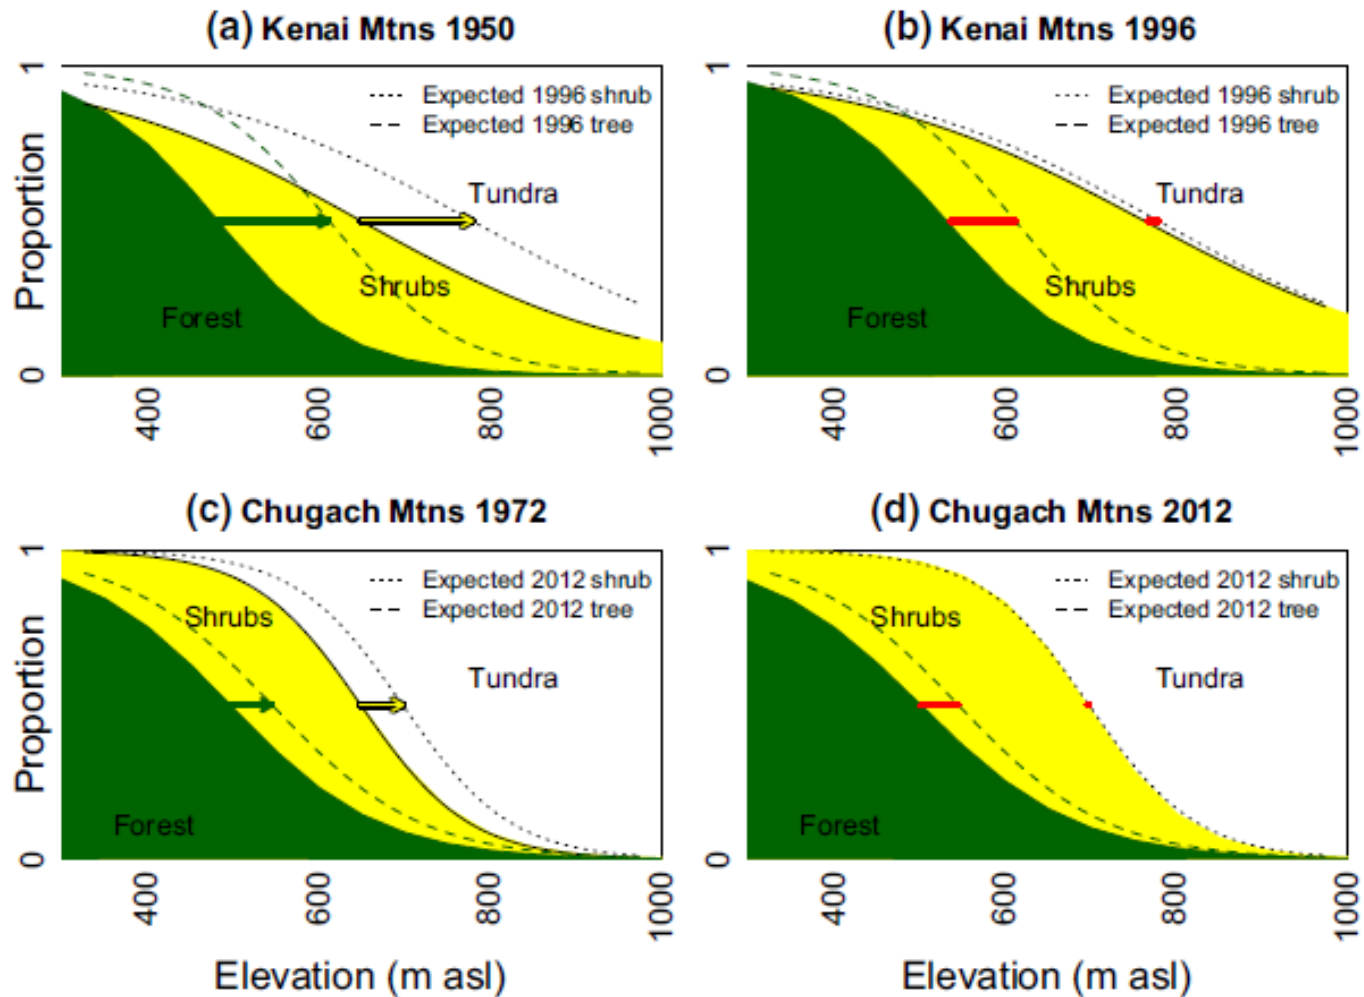 (a) Kenai Mtns 1950
(b) Kenai Mtns 1996
Proportion
1
0
Expected 1996 shrub
Expected 1996 tree
Tundra
Shrubs
Forest
400
600
800
1000
1
0
Expected 1996 shrub
Expected 1996 tree
Tundra
Shrubs
Forest
400
600
800
1000
(c) Chugach Mtns 1972
(d) Chugach Mtns 2012
Proportion
1
0
Expected 2012 shrub
Expected 2012 tree
Shrubs
Tundra
Forest
400
600
800
1000
1
0
Expected 2012 shrub
Expected 2012 tree
Shrubs
Tundra
Forest
400
600
800
1000
Elevation (m asl)
Elevation (m asl)